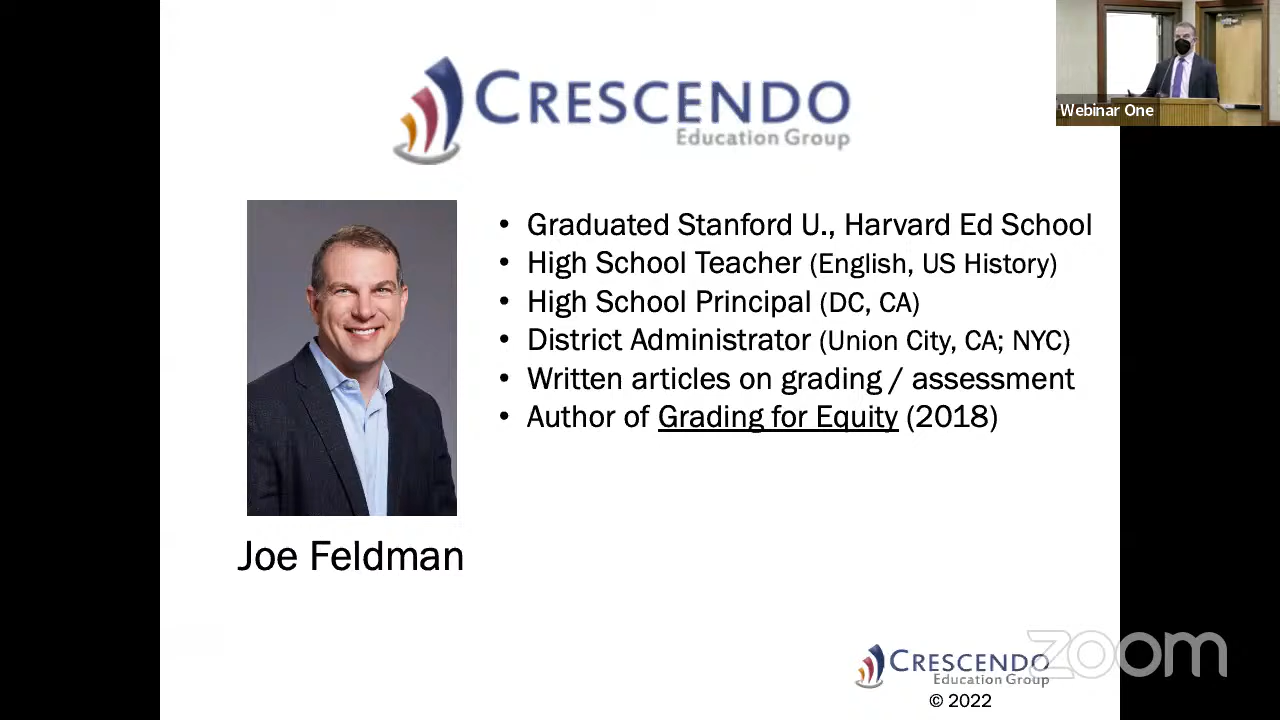 CRESCENDO
Education Group
Webinar One
• Graduated Stanford U., Harvard Ed School
• High School Teacher (English, US History)
• High School Principal (DC, CA)
• District Administrator (Union City, CA; NYC)
• Written articles on grading / assessment
• Author of Grading for Equity (2018)
Joe Feldman
CRESCENDO
Education Group
© 2022
zoom